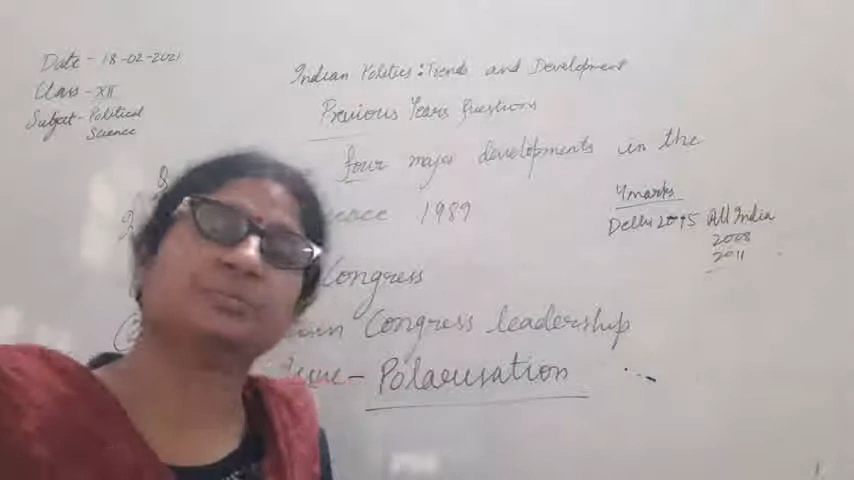 Date - 18-02-2021
Class - XII
Subject - Political Science
Indian Politics : Trends and Development
Previous Years Questions
four major developments in the
1989
4 marks
Delhi 2015 All India
2008
2011
Congress
Congress leadership
Polarisation